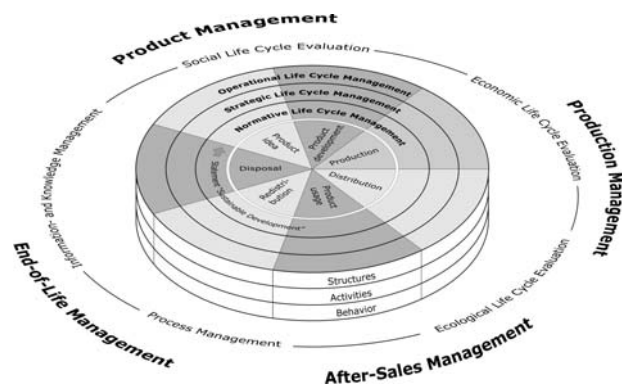 Product Management
Social Life Cycle Evaluation
Operational Life Cycle Management
Strategic Life Cycle Management
Normative Life Cycle Management
Product
idea
Product
development
Production
Distribution
Product
usage
Redistri-
bution
Disposal
Statement "Sustainable Development"
Economic Life Cycle Evaluation
Production Management
Information and Knowledge Management
End-of-Life Management
Structures
Activities
Behavior
Process Management
Ecological Life Cycle Evaluation
After-Sales Management